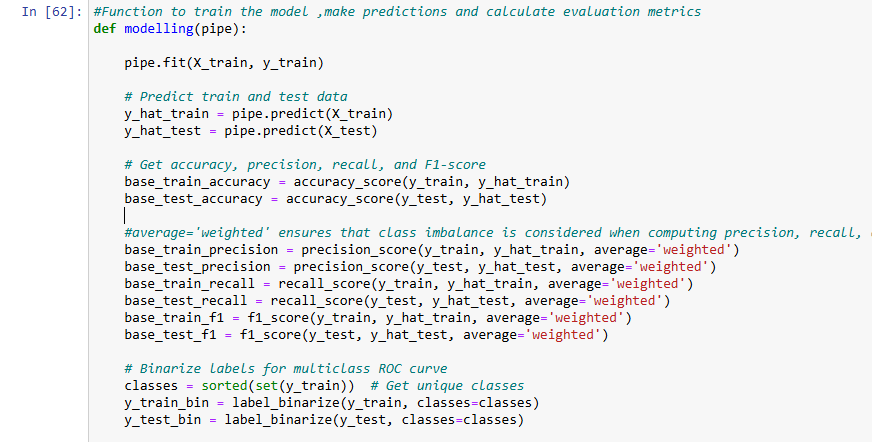 In [62]: #Function to train the model ,make predictions and calculate evaluation metrics
def modelling(pipe):
pipe.fit(X_train, y_train)
# Predict train and test data
y_hat_train = pipe.predict(X_train)
y_hat_test = pipe.predict(X_test)
# Get accuracy, precision, recall, and F1-score
base_train_accuracy = accuracy_score(y_train, y_hat_train)
base_test_accuracy = accuracy_score(y_test, y_hat_test)
#average='weighted' ensures that class imbalance is considered when computing precision, recall,
base_train_precision = precision_score(y_train, y_hat_train, average='weighted')
base_test_precision = precision_score(y_test, y_hat_test, average='weighted')
base_train_recall = recall_score(y_train, y_hat_train, average='weighted')
base_test_recall = recall_score(y_test, y_hat_test, average='weighted')
base_train_f1 = f1_score(y_train, y_hat_train, average='weighted')
base_test_f1 = f1_score(y_test, y_hat_test, average='weighted')
# Binarize labels for multiclass ROC curve
classes = sorted(set(y_train))  # Get unique classes
y_train_bin = label_binarize(y_train, classes=classes)
y_test_bin = label_binarize(y_test, classes=classes)